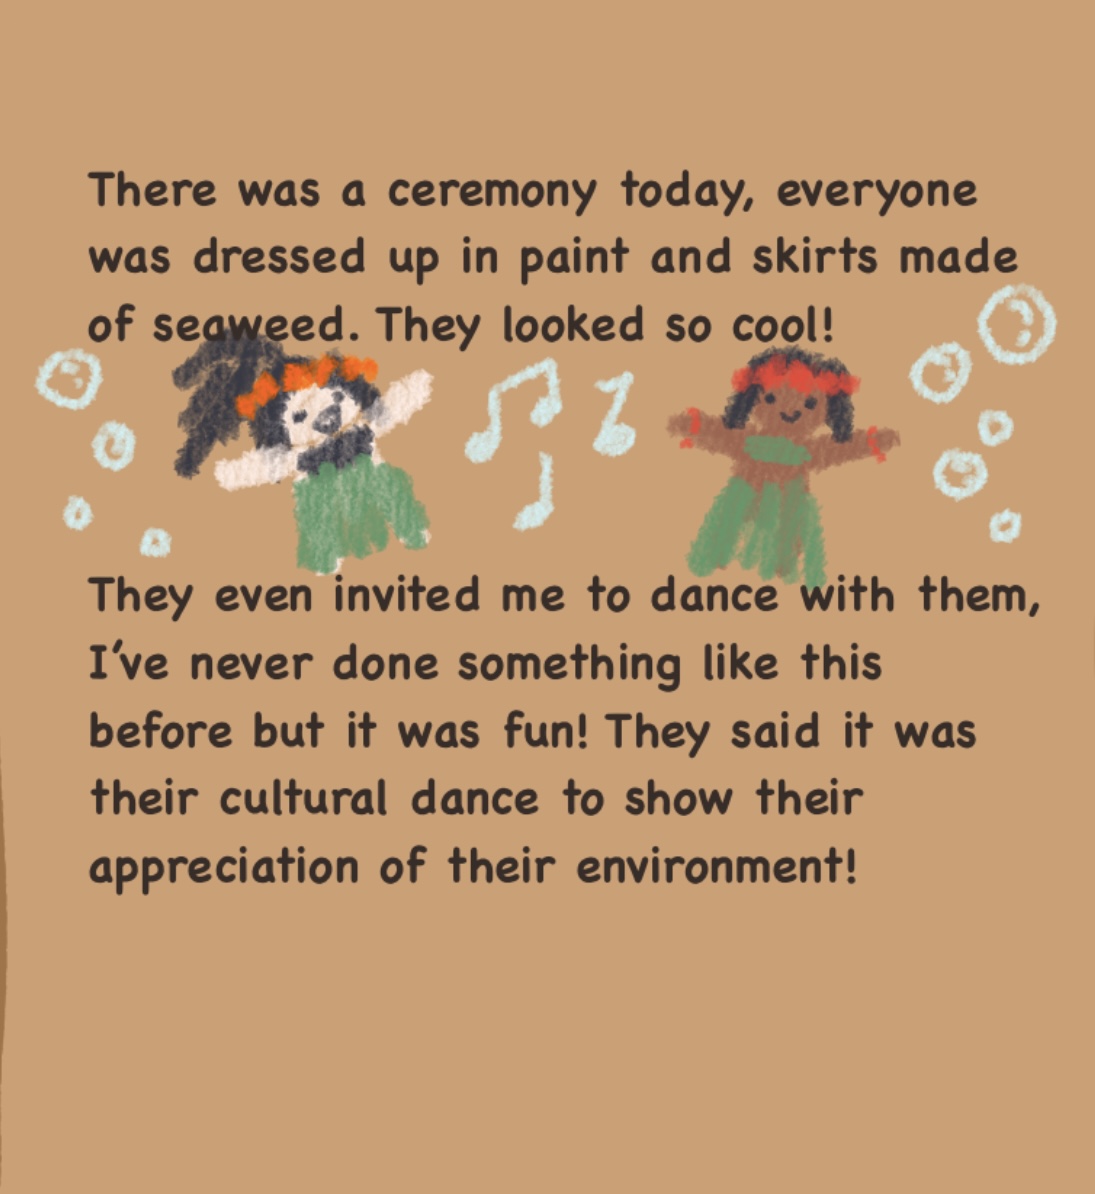 There was a ceremony today, everyone
was dressed up in paint and skirts made
of seaweed. They looked so cool!
They even invited me to dance with them,
I've never done something like this
before but it was fun! They said it was
their cultural dance to show their
appreciation of their environment!